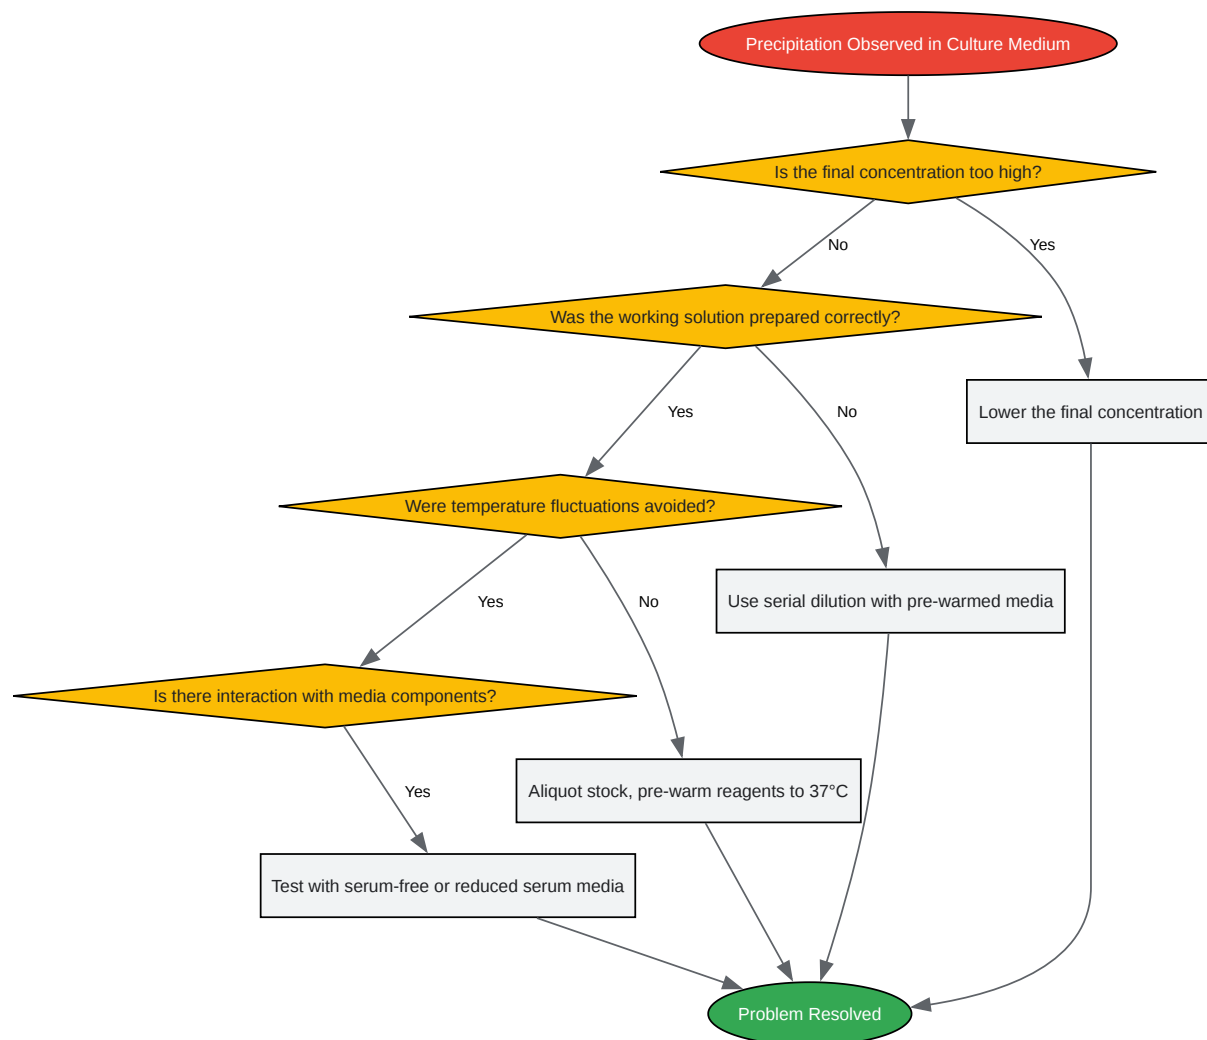 Precipitation Observed in Culture Medium
Is the final concentration too high?
No
Yes
Was the working solution prepared correctly?
Yes
No
Lower the final concentration
Were temperature fluctuations avoided?
Yes
No
Use serial dilution with pre-warmed media
Is there interaction with media components?
Yes
Aliquot stock, pre-warm reagents to 37°C
Test with serum-free or reduced serum media
Problem Resolved